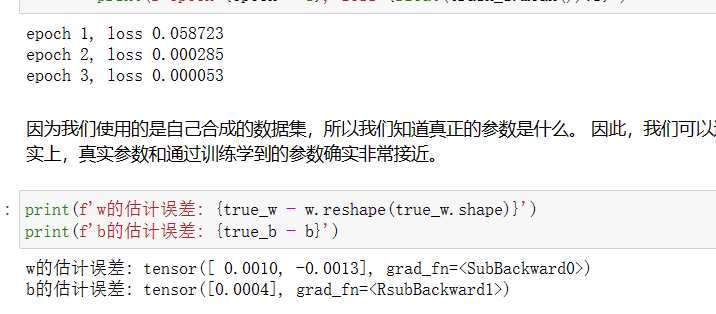 epoch 1, loss 0.058723
epoch 2, loss 0.000285
epoch 3, loss 0.000053
因为我们使用的是自己合成的数据集，所以我们知道真正的参数是什么。 因此，我们可以
实上，真实参数和通过训练学到的参数确实非常接近。
: print(f'w的估计误差: {true_w - w.reshape(true_w.shape)}')
print(f'b的估计误差: {true_b - b}')
w的估计误差: tensor([ 0.0010, -0.0013], grad_fn=<SubBackward0>)
b的估计误差: tensor([0.0004], grad_fn=<RsubBackward1>)